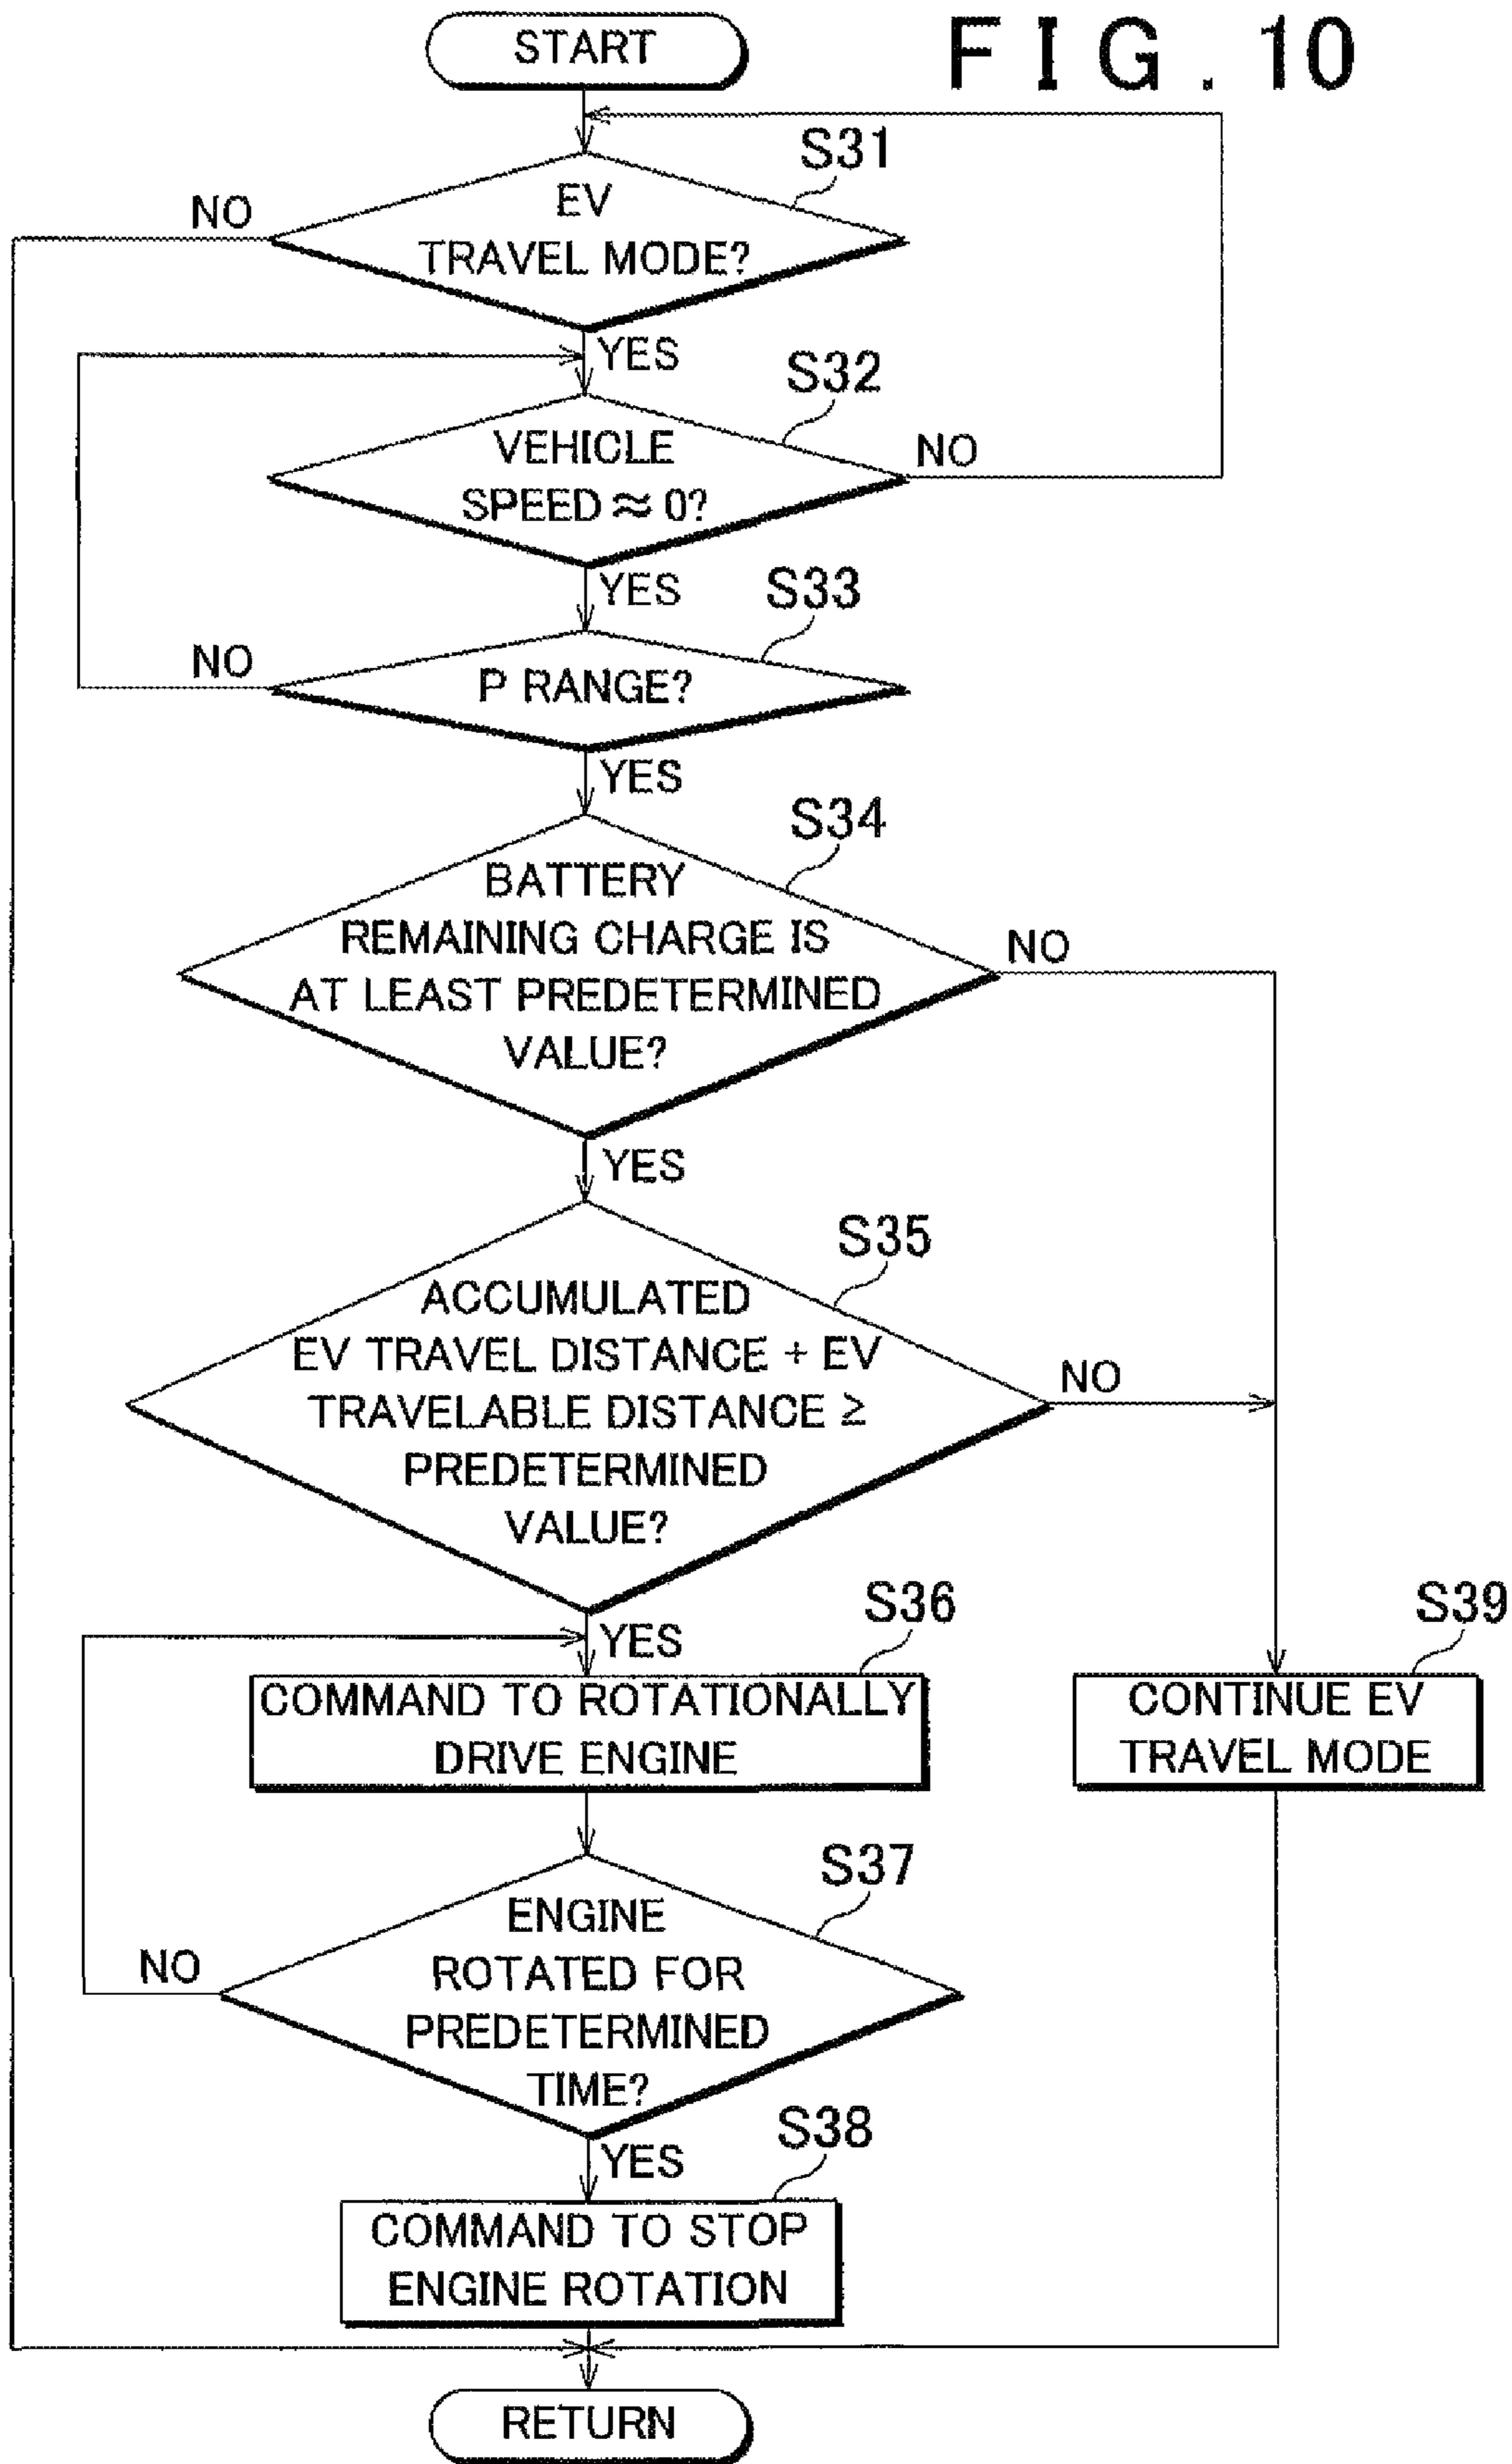 START
FIG. 10
S31
EV
TRAVEL MODE?
NO
YES
S32
VEHICLE
SPEED ≈ 0?
NO
YES
S33
P RANGE?
NO
YES
S34
BATTERY
REMAINING CHARGE IS
AT LEAST PREDETERMINED
VALUE?
NO
YES
S35
ACCUMULATED
EV TRAVEL DISTANCE + EV
TRAVELABLE DISTANCE ≥
PREDETERMINED
VALUE?
NO
YES
S36
COMMAND TO ROTATIONALLY
DRIVE ENGINE
S39
CONTINUE EV
TRAVEL MODE
S37
ENGINE
ROTATED FOR
PREDETERMINED
TIME?
NO
YES
S38
COMMAND TO STOP
ENGINE ROTATION
RETURN